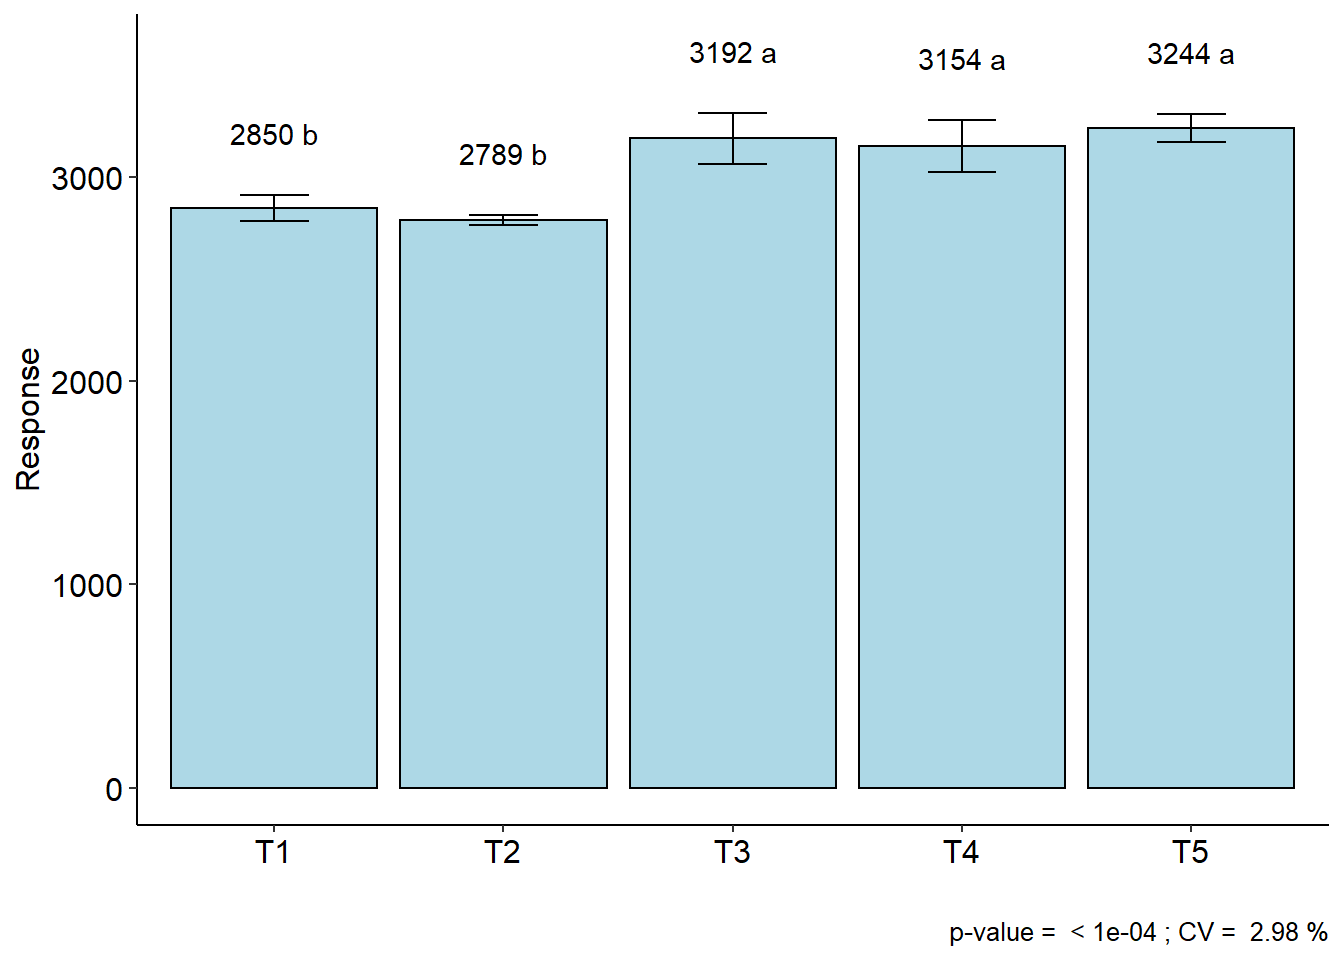 3192 a
3154 a
3244 a
2850 b
2789 b
3000
2000
1000
0
Response
T1
T2
T3
T4
T5
p-value =  < 1e-04 ; CV =  2.98 %